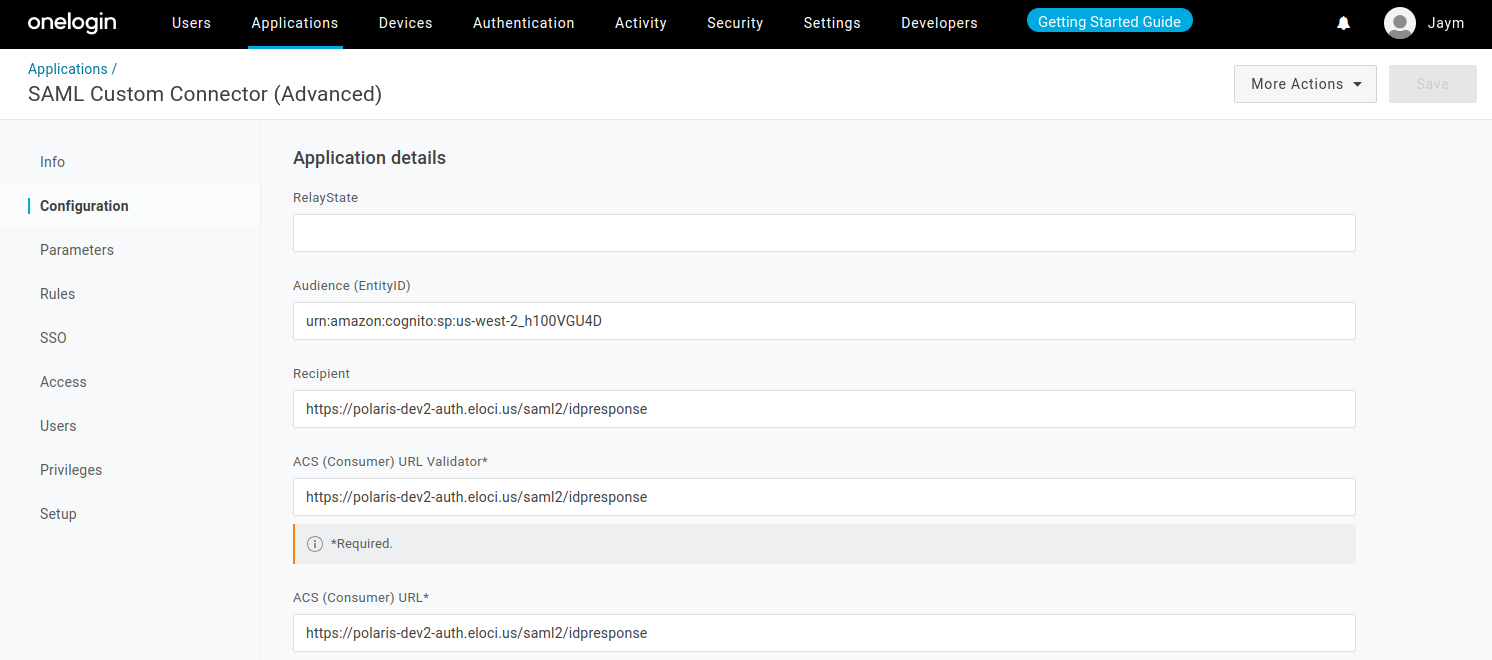 onelogin Users Applications Devices Authentication Activity Security Settings Developers Getting Started Guide Jaym
Applications /
SAML Custom Connector (Advanced)
More Actions Save
Info
Configuration
Parameters
Rules
SSO
Access
Users
Privileges
Setup
Application details
RelayState
Audience (EntityID)
urn:amazon:cognito:sp:us-west-2_h100VGU4D
Recipient
https://polaris-dev2-auth.eloci.us/saml2/idpresponse
ACS (Consumer) URL Validator*
https://polaris-dev2-auth.eloci.us/saml2/idpresponse
*Required.
ACS (Consumer) URL*
https://polaris-dev2-auth.eloci.us/saml2/idpresponse